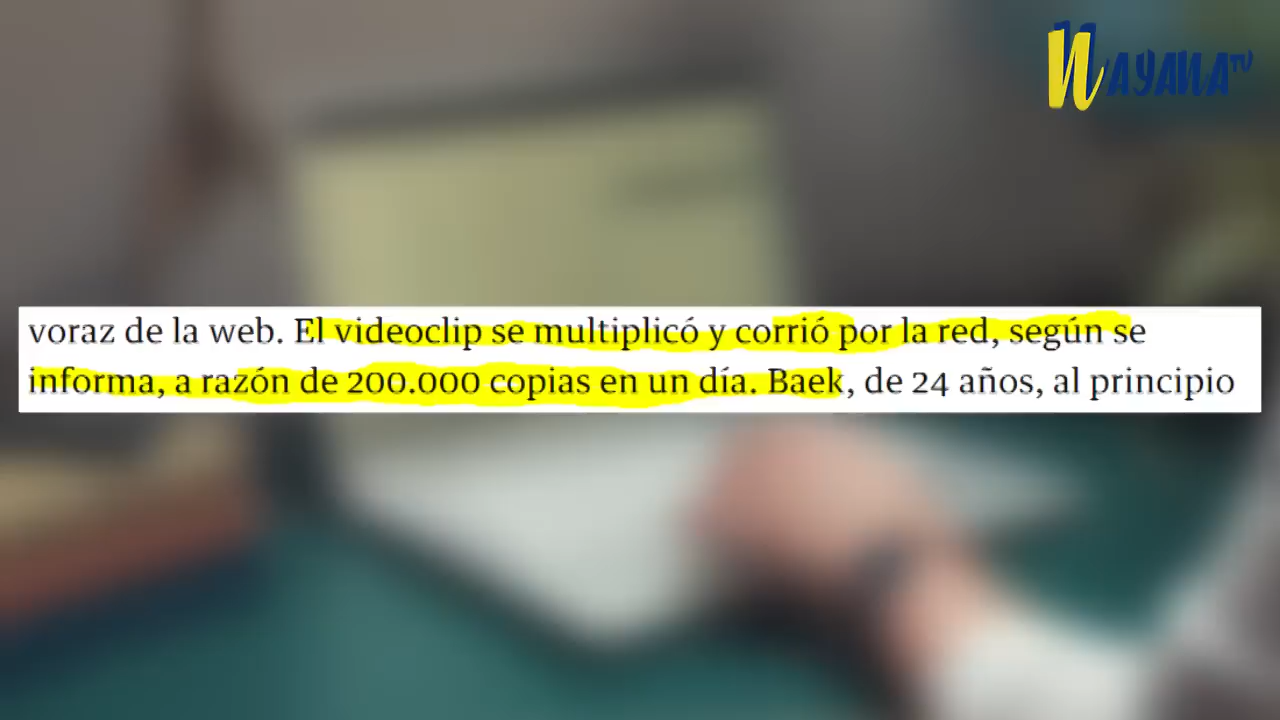 NAYANA TV
voraz de la web. El videoclip se multiplicó y corrió por la red, según se
informa, a razón de 200.000 copias en un día. Baek, de 24 años, al principio